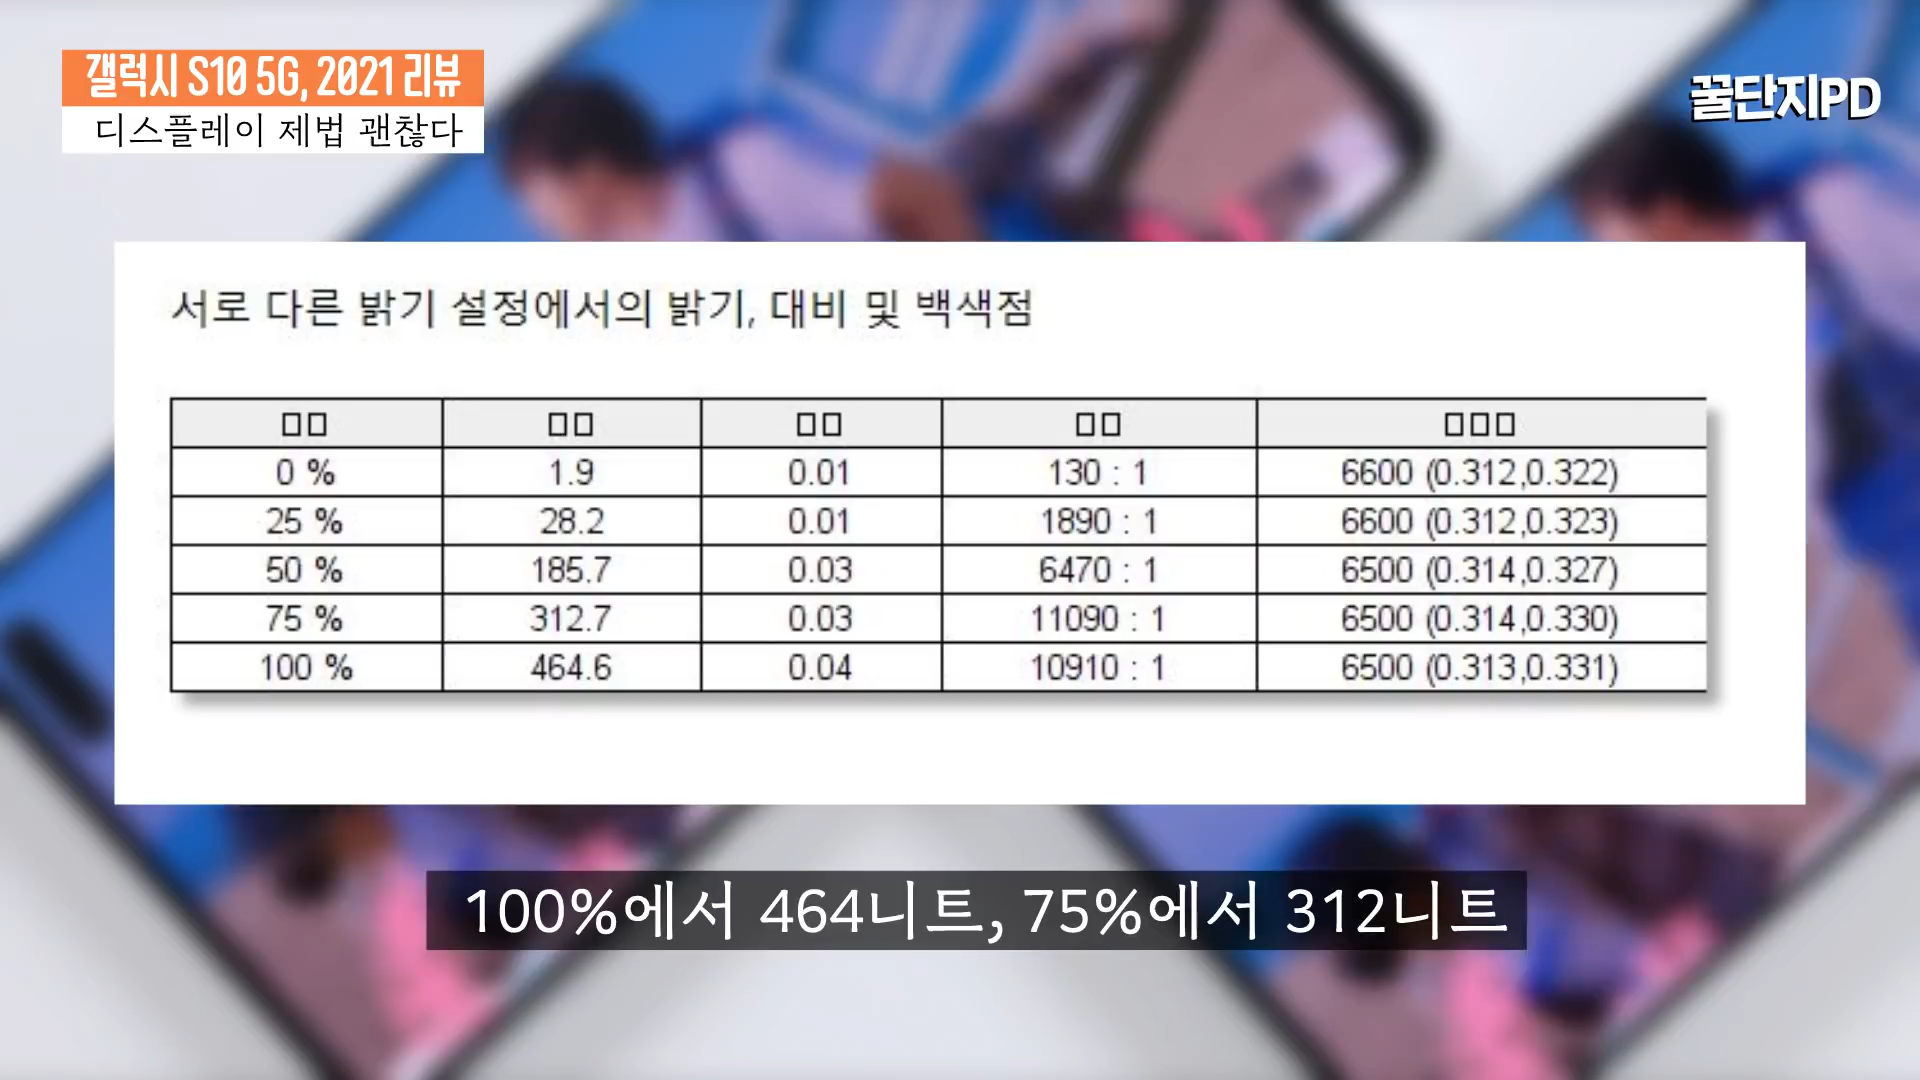 갤럭시 S10 5G, 2021 리뷰
디스플레이 제법 괜찮다
꿀단지PD
서로 다른 밝기 설정에서의 밝기, 대비 및 백색점
□□ □□ □□ □□ □□□
0 % 1.9 0.01 130 : 1 6600 (0.312,0.322)
25 % 28.2 0.01 1890 : 1 6600 (0.312,0.323)
50 % 185.7 0.03 6470 : 1 6500 (0.314,0.327)
75 % 312.7 0.03 11090 : 1 6500 (0.314,0.330)
100 % 464.6 0.04 10910 : 1 6500 (0.313,0.331)
100%에서 464니트, 75%에서 312니트